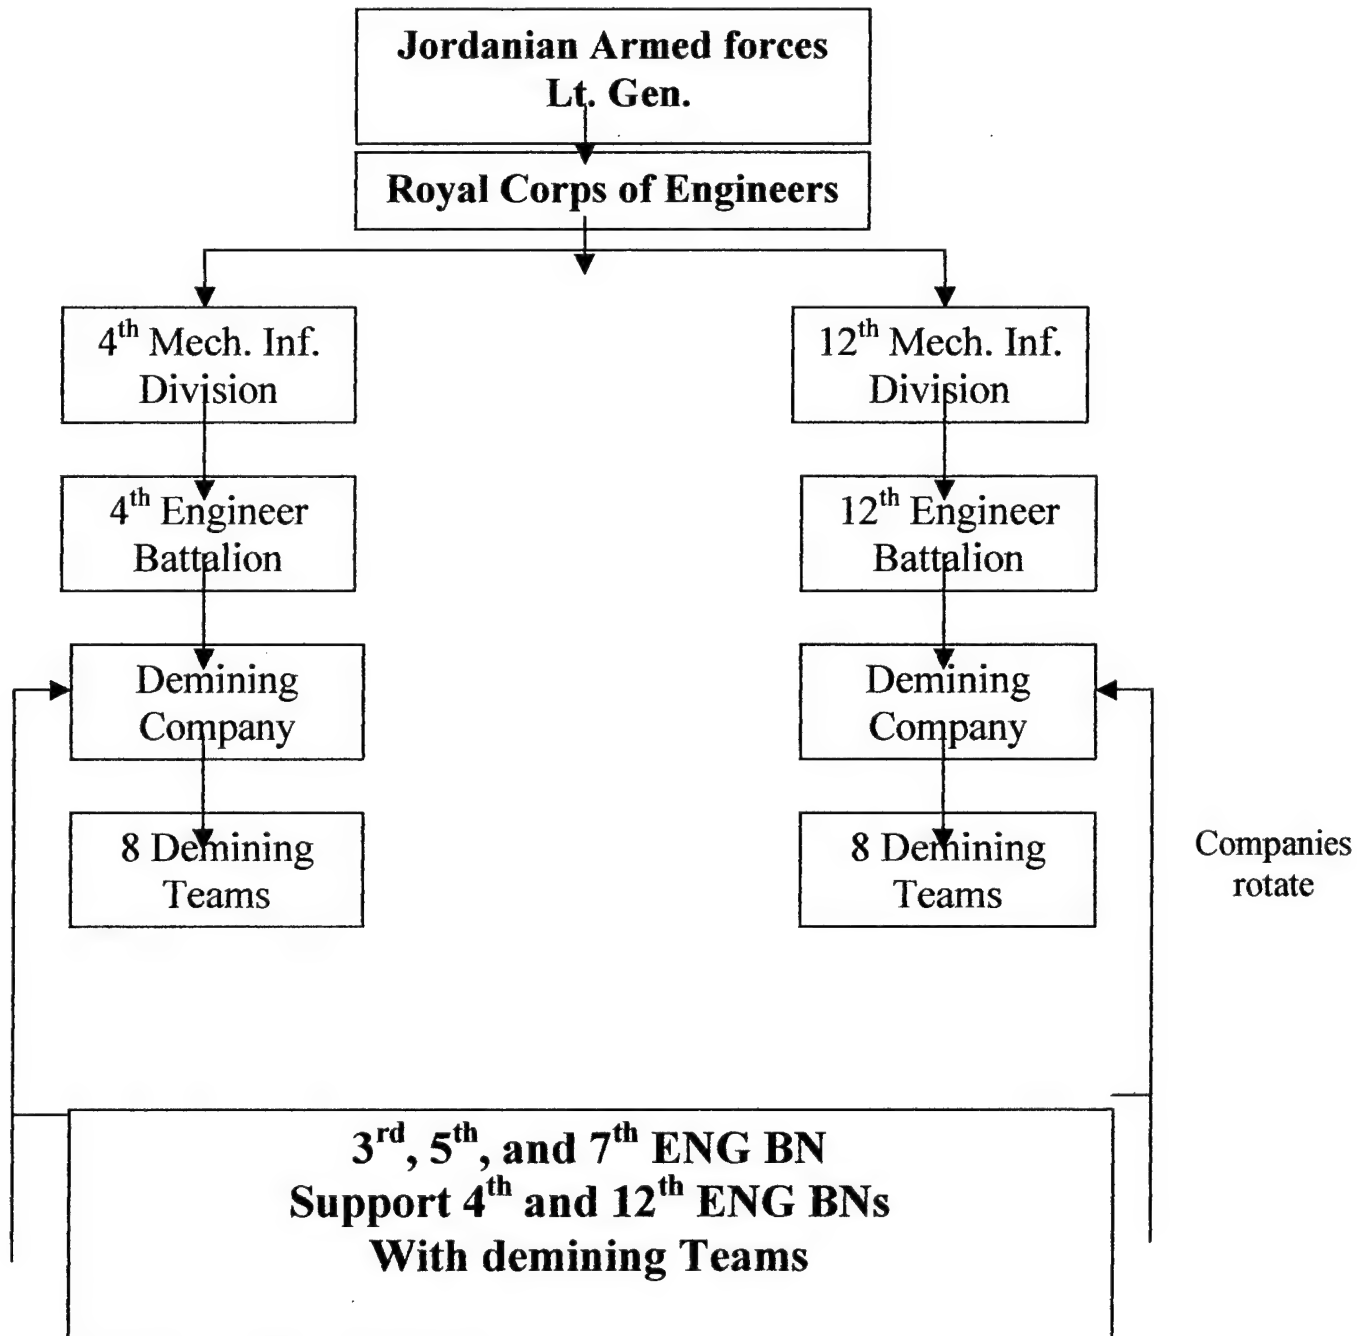 Jordanian Armed forces
Lt. Gen.
Royal Corps of Engineers
4th Mech. Inf.
Division
12th Mech. Inf.
Division
4th Engineer
Battalion
12th Engineer
Battalion
Demining
Company
Demining
Company
8 Demining
Teams
8 Demining
Teams
Companies
rotate
3rd, 5th, and 7th ENG BN
Support 4th and 12th ENG BNs
With demining Teams